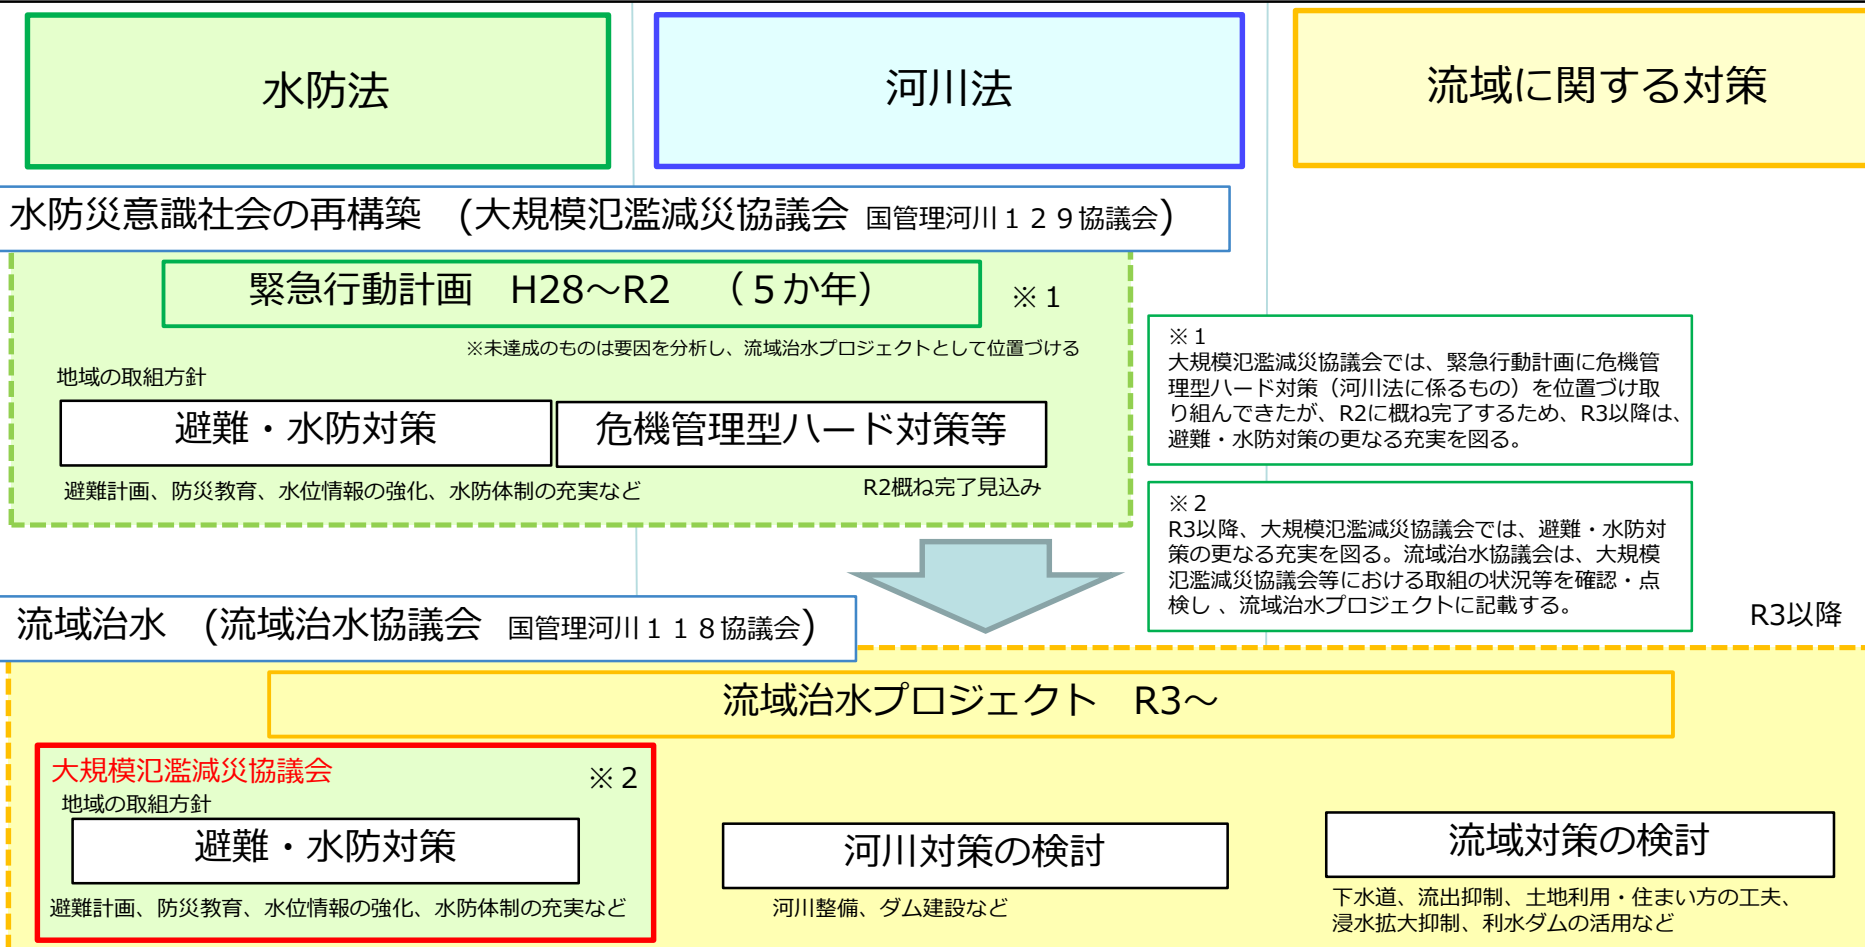 水防法
河川法
流域に関する対策
水防災意識社会の再構築　(大規模氾濫減災協議会 国管理河川１２９協議会)
緊急行動計画　H28～R2　（５か年）
※１
※未達成のものは要因を分析し、流域治水プロジェクトとして位置づける
地域の取組方針
避難・水防対策
危機管理型ハード対策等
避難計画、防災教育、水位情報の強化、水防体制の充実など
R2概ね完了見込み
※１
大規模氾濫減災協議会では、緊急行動計画に危機管
理型ハード対策（河川法に係るもの）を位置づけ取
り組んできたが、R2に概ね完了するため、R3以降は、
避難・水防対策の更なる充実を図る。
※２
R3以降、大規模氾濫減災協議会では、避難・水防対
策の更なる充実を図る。流域治水協議会は、大規模
氾濫減災協議会等における取組の状況等を確認・点
検し 、流域治水プロジェクトに記載する。
R3以降
流域治水　(流域治水協議会　国管理河川１１８協議会)
流域治水プロジェクト　R3～
大規模氾濫減災協議会
※２
地域の取組方針
避難・水防対策
避難計画、防災教育、水位情報の強化、水防体制の充実など
河川対策の検討
河川整備、ダム建設など
流域対策の検討
下水道、流出抑制、土地利用・住まい方の工夫、
浸水拡大抑制、利水ダムの活用など